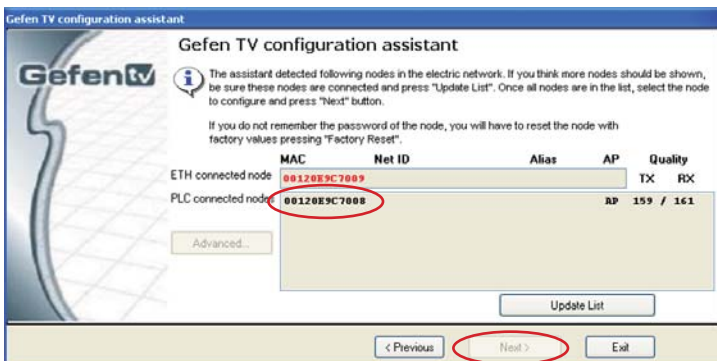 Gefen TV configuration assistant
Gefen TV configuration assistant
Gefen TV
The assistant detected following nodes in the electric network. If you think more nodes should be shown,
be sure these nodes are connected and press "Update List". Once all nodes are in the list, select the node
to configure and press "Next" button.
If you do not remember the password of the node, you will have to reset the node with
factory values pressing "Factory Reset".
MAC Net ID Alias AP Quality
ETH connected node 00120E9C7009 TX RX
PLC connected nodes 00120E9C7008 AP 159 / 161
Advanced...
Update List
< Previous Next > Exit